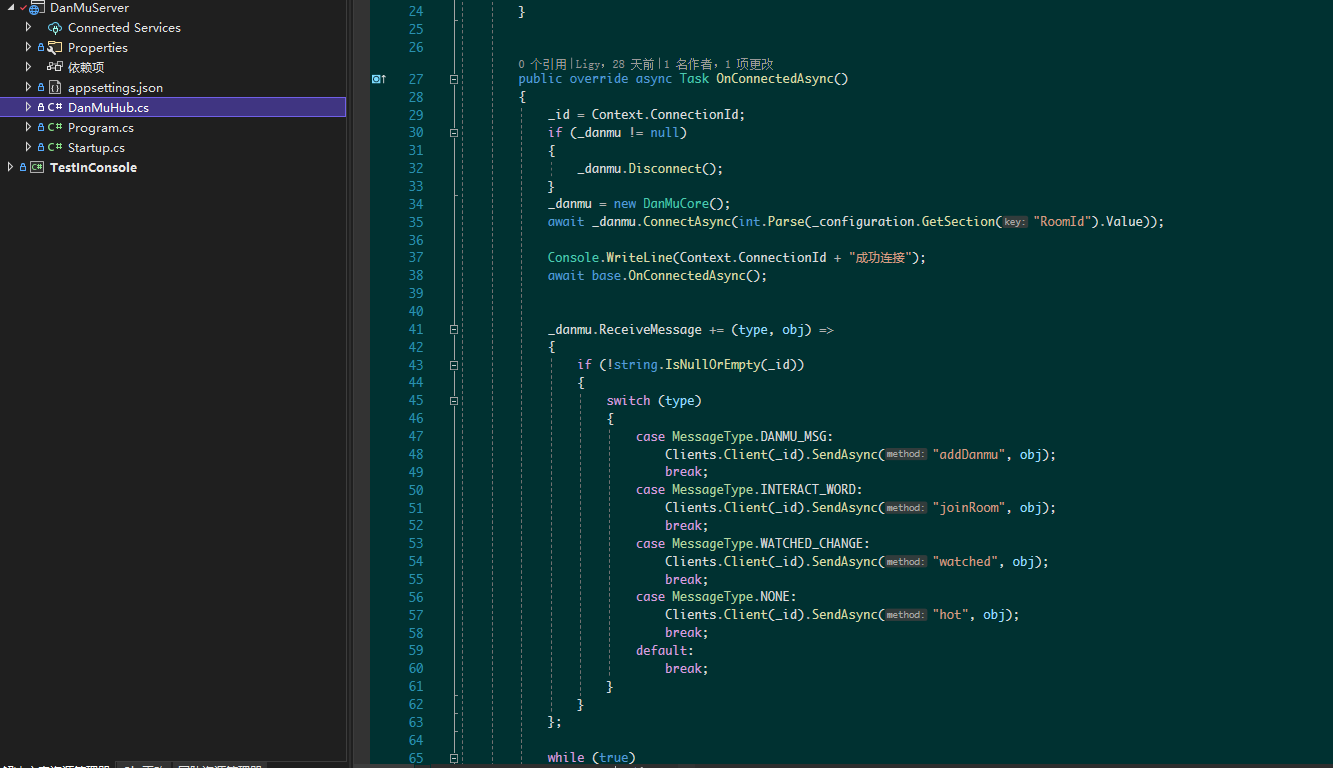 DanMuServer
Connected Services
Properties
依赖项
appsettings.json
C# DanMuHub.cs
C# Program.cs
C# Startup.cs
C# TestInConsole
24 }
25
26
0 个引用|Ligy，28 天前|1 名作者，1 项更改
27 public override async Task OnConnectedAsync()
28 {
29 _id = Context.ConnectionId;
30 if (_danmu != null)
31 {
32 _danmu.Disconnect();
33 }
34 _danmu = new DanMuCore();
35 await _danmu.ConnectAsync(int.Parse(_configuration.GetSection(key: "RoomId").Value));
36
37 Console.WriteLine(Context.ConnectionId + "成功连接");
38 await base.OnConnectedAsync();
39
40
41 _danmu.ReceiveMessage += (type, obj) =>
42 {
43 if (!string.IsNullOrEmpty(_id))
44 {
45 switch (type)
46 {
47 case MessageType.DANMU_MSG:
48 Clients.Client(_id).SendAsync(method: "addDanmu", obj);
49 break;
50 case MessageType.INTERACT_WORD:
51 Clients.Client(_id).SendAsync(method: "joinRoom", obj);
52 break;
53 case MessageType.WATCHED_CHANGE:
54 Clients.Client(_id).SendAsync(method: "watched", obj);
55 break;
56 case MessageType.NONE:
57 Clients.Client(_id).SendAsync(method: "hot", obj);
58 break;
59 default:
60 break;
61 }
62 }
63 };
64
65 while (true)